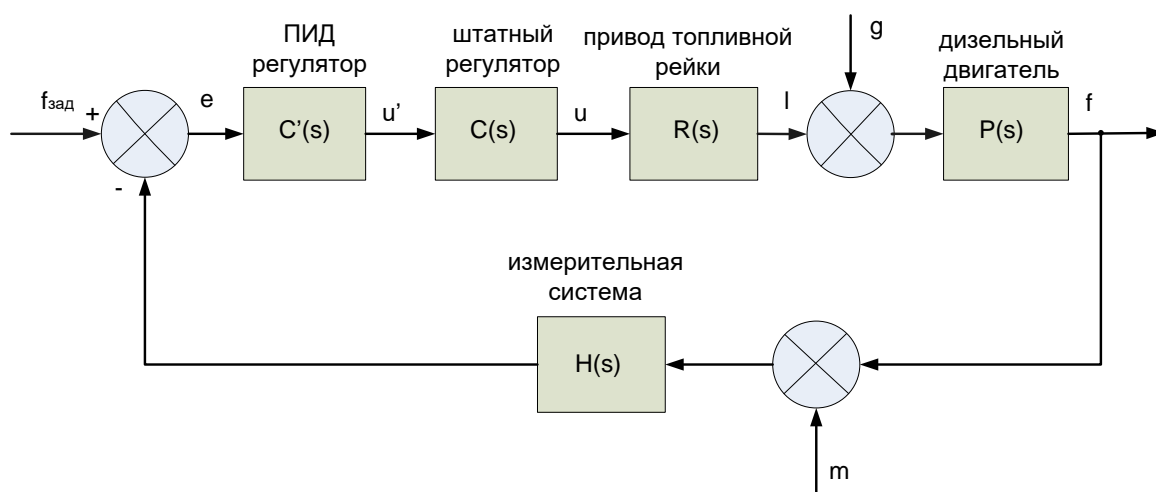 ПИД
регулятор
штатный
регулятор
привод топливной
рейки
g
дизельный
двигатель
fзад
+
e
C’(s)
u’
C(s)
u
R(s)
l
P(s)
f
-
измерительная
система
H(s)
m